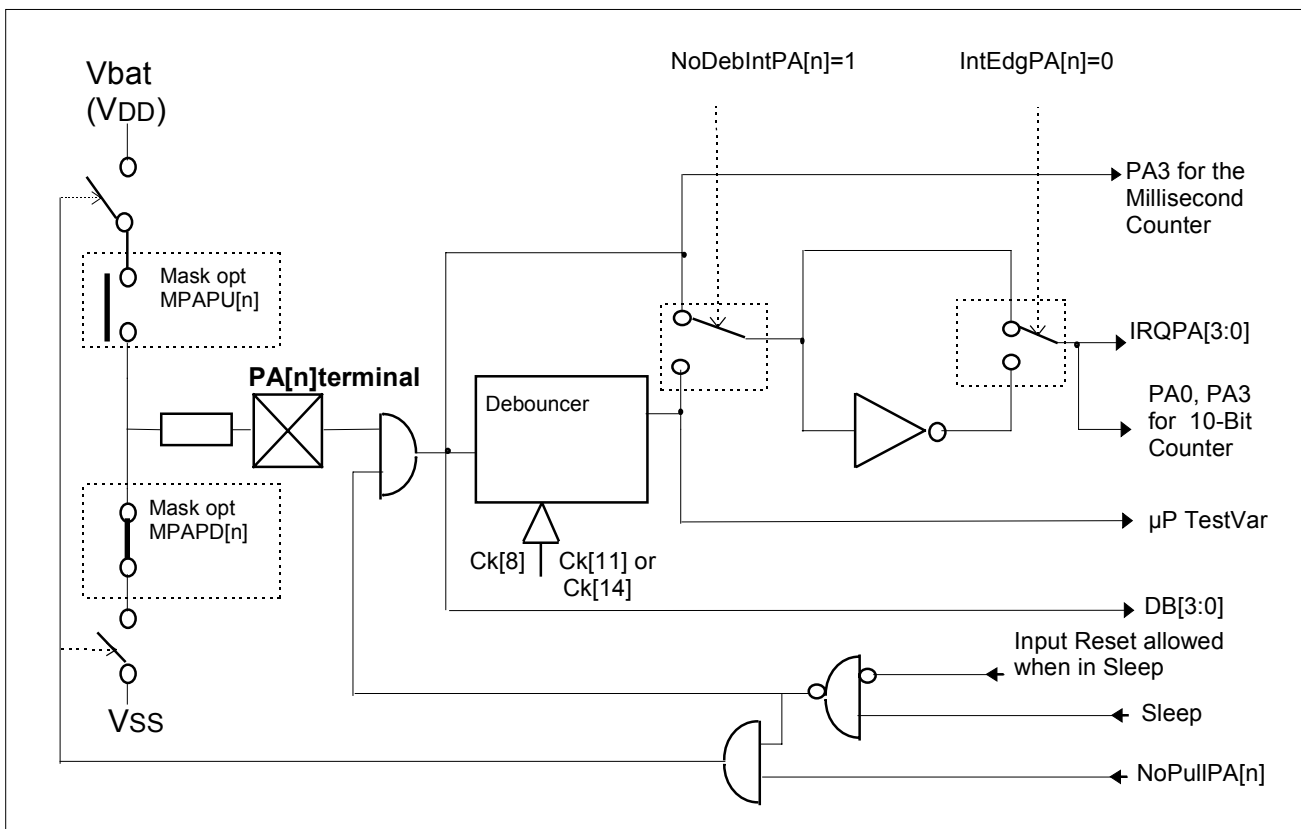 Vbat
(VDD)
NoDebIntPA[n]=1
IntEdgPA[n]=0
PA3 for the
Millisecond
Counter
Mask opt
MPAPU[n]
IRQPA[3:0]
PA[n]terminal
Debouncer
PA0, PA3
for 10-Bit
Counter
Mask opt
MPAPD[n]
µP TestVar
Ck[8]
Ck[11] or
Ck[14]
DB[3:0]
Input Reset allowed
when in Sleep
Sleep
VSS
NoPullPA[n]